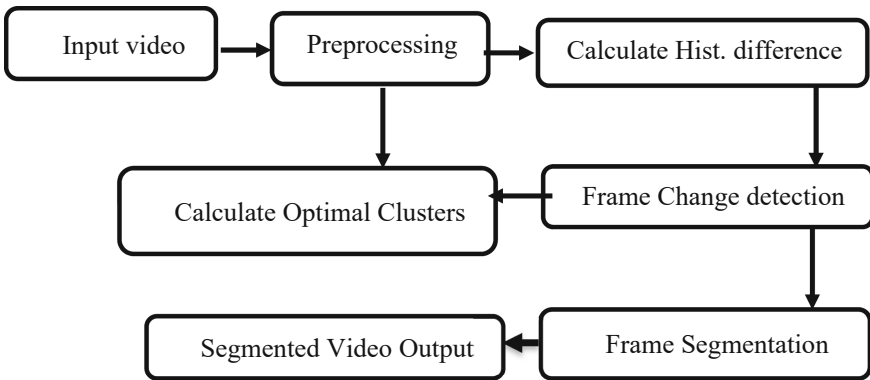 Input video
Preprocessing
Calculate Hist. difference
Calculate Optimal Clusters
Frame Change detection
Segmented Video Output
Frame Segmentation